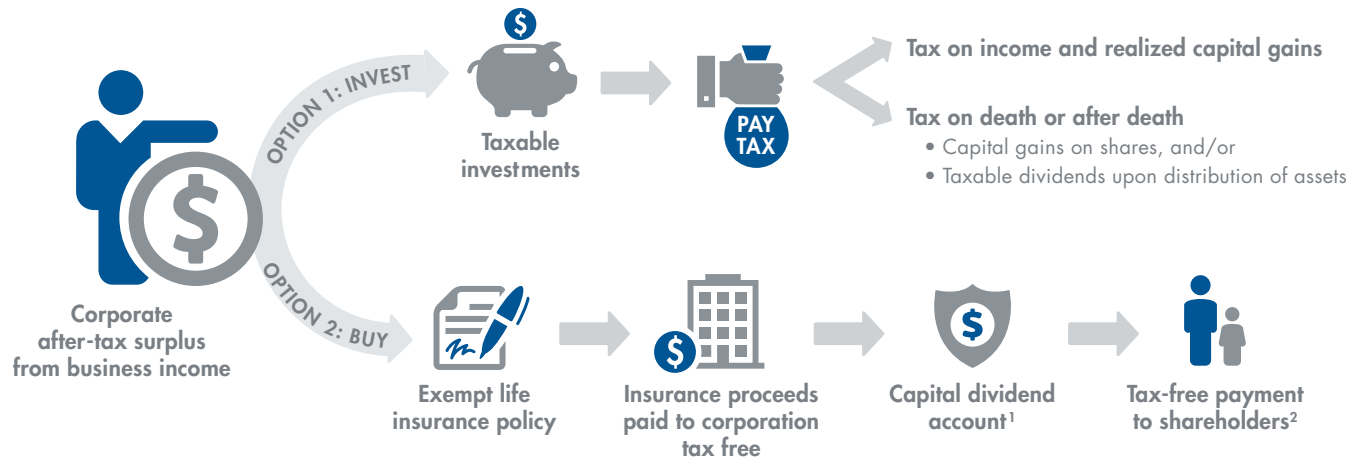 Corporate
after-tax surplus
from business income
OPTION 1: INVEST
$
$
Taxable
investments
PAY
TAX
Tax on income and realized capital gains
Tax on death or after death
• Capital gains on shares, and/or
• Taxable dividends upon distribution of assets
OPTION 2: BUY
Exempt life
insurance policy
$
Insurance proceeds
paid to corporation
tax free
$
Capital dividend
account¹
Tax-free payment
to shareholders²